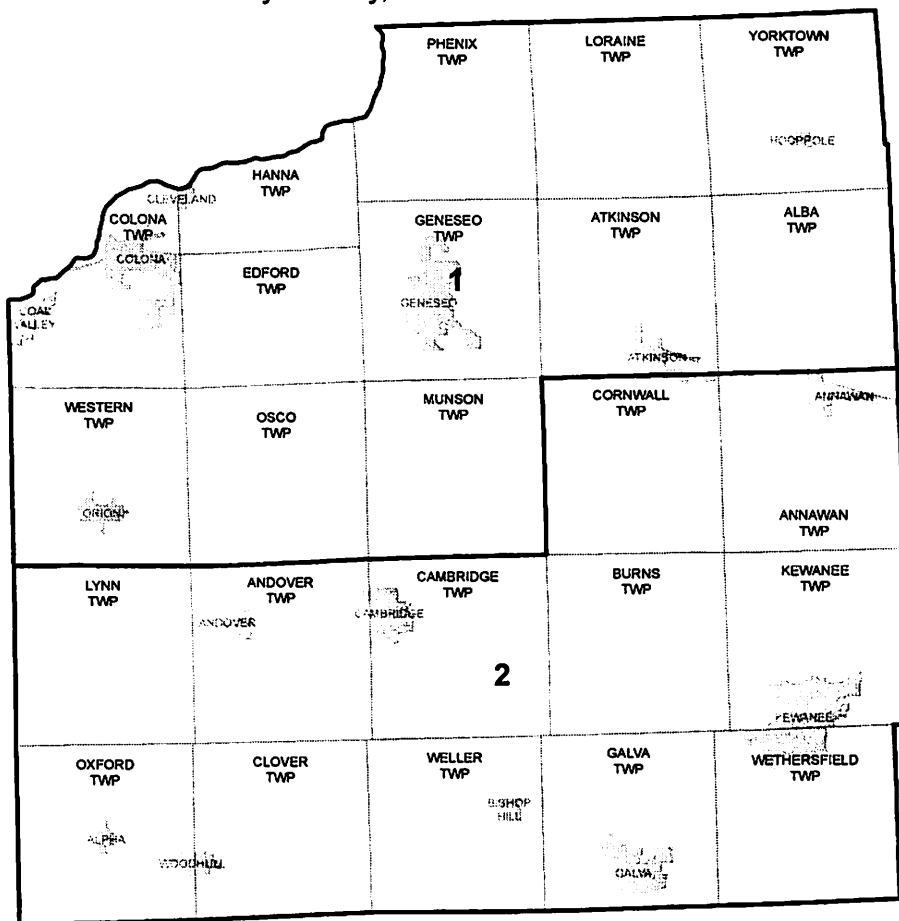 PHENIX
TWP
LORAINE
TWP
YORKTOWN
TWP
HOOPPOLE
HANNA
TWP
CLEVELAND
COLONA
TWP
COLONA
GENESEO
TWP
ATKINSON
TWP
ALBA
TWP
EDFORD
TWP
1
GENESEO
COAL
VALLEY
ATKINSON
WESTERN
TWP
OSCO
TWP
MUNSON
TWP
CORNWALL
TWP
ANNAWAN
ORION
ANNAWAN
TWP
LYNN
TWP
ANDOVER
TWP
CAMBRIDGE
TWP
BURNS
TWP
KEWANEE
TWP
ANDOVER
CAMBRIDGE
2
KEWANEE
OXFORD
TWP
CLOVER
TWP
WELLER
TWP
GALVA
TWP
WETHERSFIELD
TWP
BISHOP
HILL
ALPHA
WOODHULL
GALVA